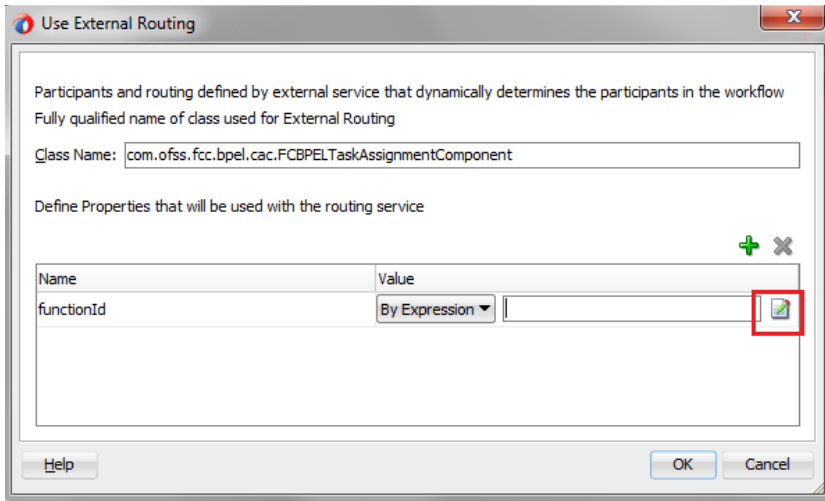 Use External Routing
Participants and routing defined by external service that dynamically determines the participants in the workflow
Fully qualified name of class used for External Routing
Class Name: com.ofss.fcc.bpel.cac.FCBPELTaskAssignmentComponent
Define Properties that will be used with the routing service
Name Value
functionId By Expression
Help OK Cancel